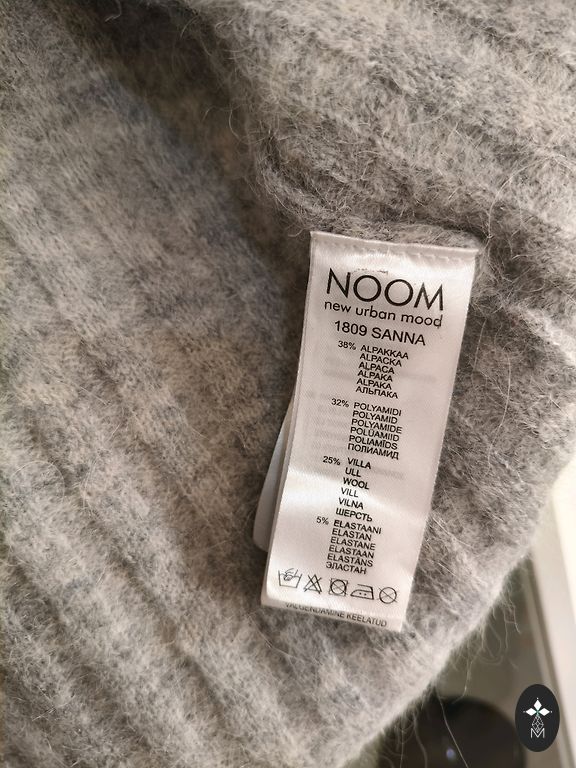 NOOM
new urban mood
1809 SANNA
38% ALPAKKAA
ALPACKA
ALPACA
ALPAKA
ALPAKA
АЛЬПАКА
32% POLYAMIDI
POLYAMID
POLYAMIDE
POLÜAMIID
POLIAMĪDS
ПОЛИАМИД
25% VILLA
ULL
WOOL
VILL
VILNA
ШЕРСТЬ
5% ELASTAANI
ELASTAN
ELASTANE
ELASTAAN
ELASTĀNS
ЭЛАСТАН
VALGENDAMINE KEELATUD
M